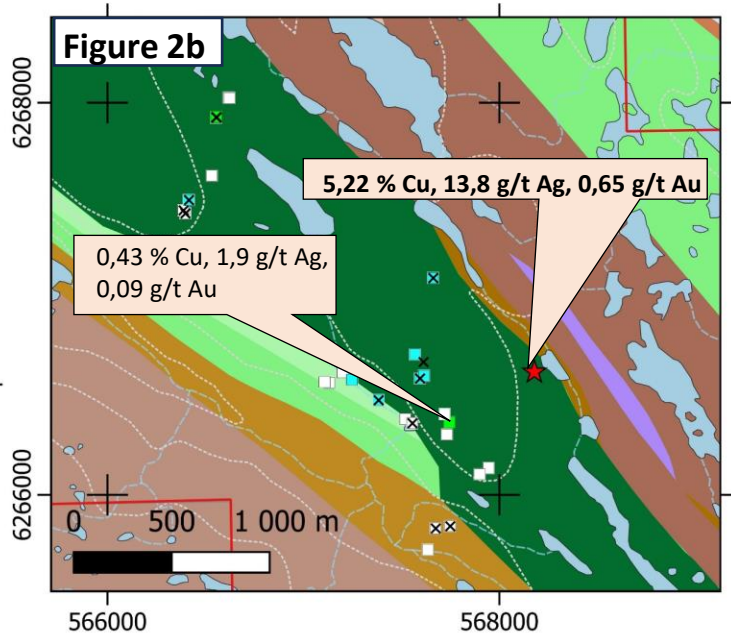 Figure 2b
6268000
5,22 % Cu, 13,8 g/t Ag, 0,65 g/t Au
0,43 % Cu, 1,9 g/t Ag,
0,09 g/t Au
6266000
0 500 1 000 m
566000 568000